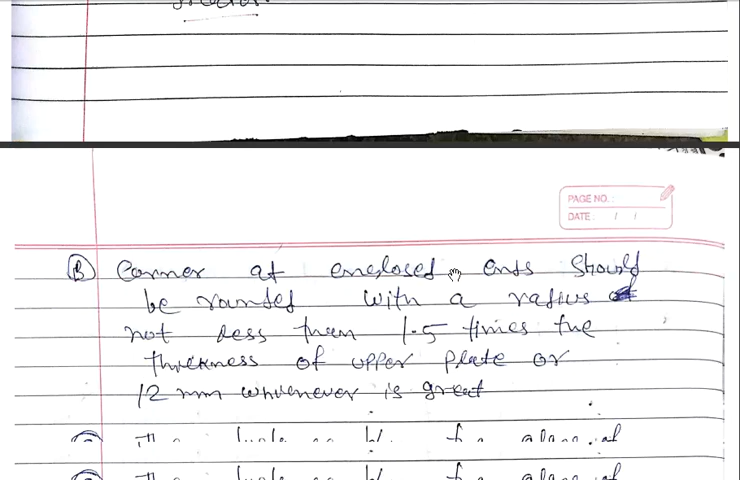 PAGE NO.:
DATE: / /
(B) Corner at enclosed ends should
be rounded with a radius of
not less than 1.5 times the
thickness of upper plate or
12 mm whenever is great